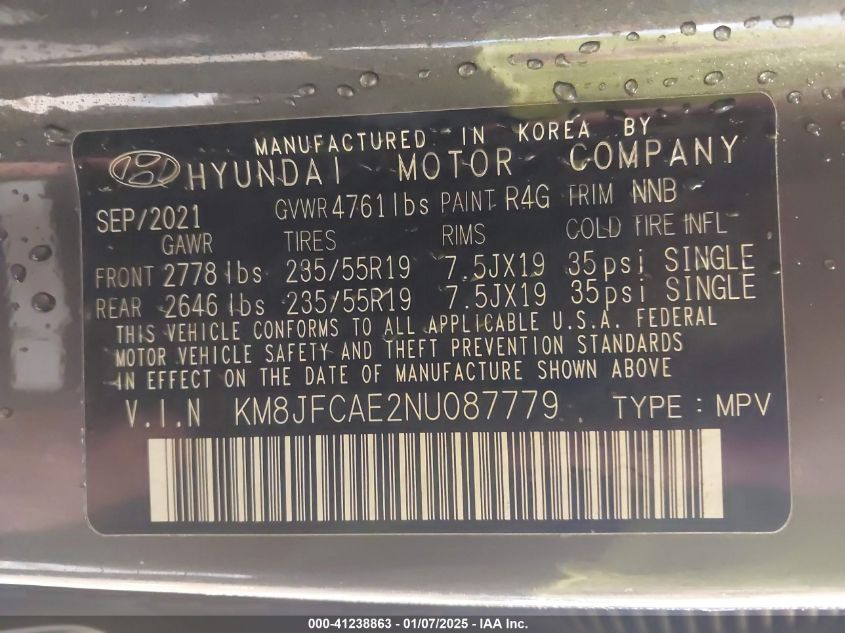 MANUFACTURED IN KOREA BY
HYUNDAI MOTOR COMPANY
SEP/2021 GVWR 4761 lbs PAINT R4G TRIM NNB
GAWR TIRES RIMS COLD TIRE INFL
FRONT 2778 lbs 235/55R19 7.5JX19 35psi SINGLE
REAR 2646 lbs 235/55R19 7.5JX19 35psi SINGLE
THIS VEHICLE CONFORMS TO ALL APPLICABLE U.S.A. FEDERAL
MOTOR VEHICLE SAFETY AND THEFT PREVENTION STANDARDS
IN EFFECT ON THE DATE OF MANUFACTURE SHOWN ABOVE
V.I.N KM8JFCAE2NU087779 TYPE : MPV
000-41238863 - 01/07/2025 - IAA Inc.